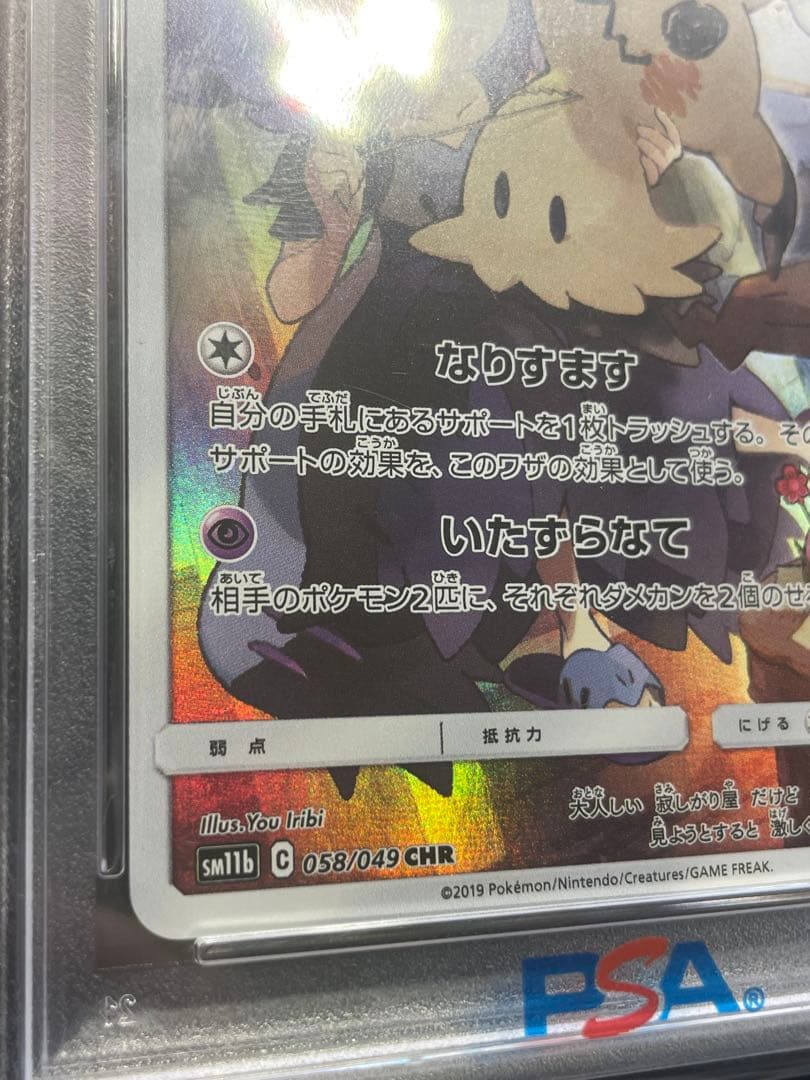 なりすます
自分の手札にあるサポートを1枚トラッシュする。その
サポートの効果を、このワザの効果として使う。
いたずらなて
相手のポケモン2匹に、それぞれダメカンを2個のせ
弱点
抵抗力
にげる
大人しい 寂しがり屋 だけど
見ようとすると 激しく
Illus. You Iribi
SM11b C 058/049 CHR
©2019 Pokémon/Nintendo/Creatures/GAME FREAK.
PSA®